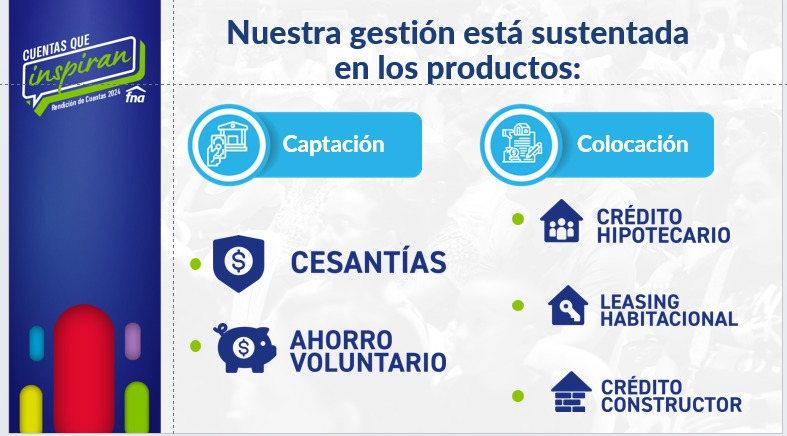 CUENTAS QUE
inspiran
Rendición de Cuentas 2024
fna
Nuestra gestión está sustentada
en los productos:
Captación
CESANTÍAS
AHORRO
VOLUNTARIO
Colocación
CRÉDITO
HIPOTECARIO
LEASING
HABITACIONAL
CRÉDITO
CONSTRUCTOR